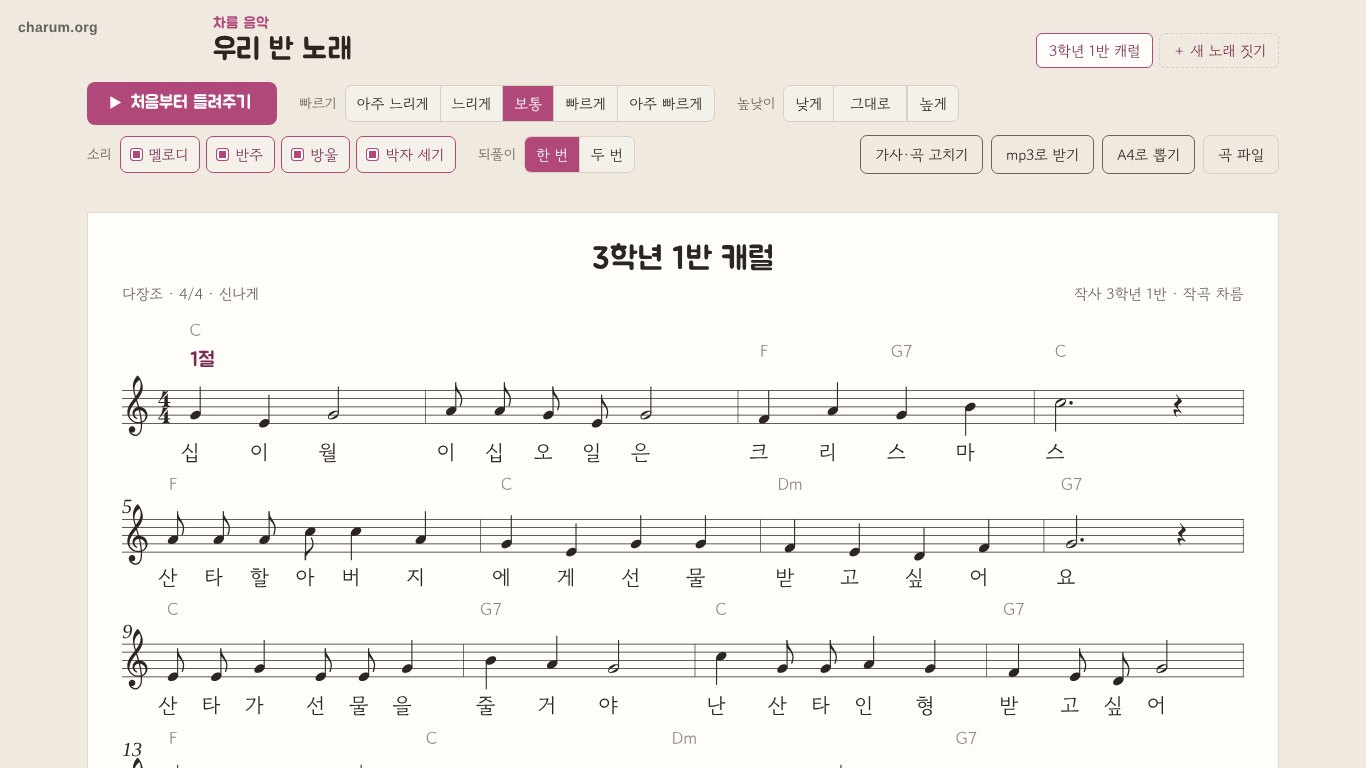 charum.org
차름 음악
우리 반 노래
3학년 1반 캐럴 + 새 노래 짓기
▶ 처음부터 들려주기 빠르기 아주 느리게 느리게 보통 빠르게 아주 빠르게 높낮이 낮게 그대로 높게
소리 멜로디 반주 방울 박자 세기 되풀이 한 번 두 번 가사·곡 고치기 mp3로 받기 A4로 뽑기 곡 파일
3학년 1반 캐럴
다장조 · 4/4 · 신나게 작사 3학년 1반 · 작곡 차름
C
1절 F G7 C
4
4
십 이 월 이 십 오 일 은 크 리 스 마 스
F C Dm G7
5
산 타 할 아 버 지 에 게 선 물 받 고 싶 어 요
C G7 C G7
9
산 타 가 선 물 을 줄 거 야 난 산 타 인 형 받 고 싶 어
F C Dm G7
13